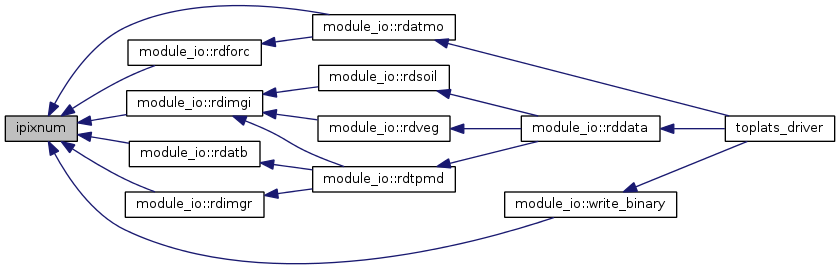 module_io::rdatmo
module_io::rdforc
module_io::rdsoil
module_io::rdimgi
ipixnum
module_io::rdveg
module_io::rddata
toplats_driver
module_io::rdatb
module_io::rdtpmd
module_io::rdimgr
module_io::write_binary